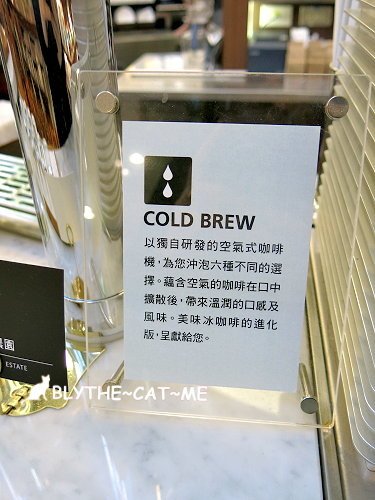 COLD BREW
以獨自研發的空氣式咖啡
機，為您沖泡六種不同的選
擇。蘊含空氣的咖啡在口中
擴散後，帶來溫潤的口感及
風味。美味冰咖啡的進化
版，呈獻給您。
園
ESTATE
BLYTHE~CAT~ME